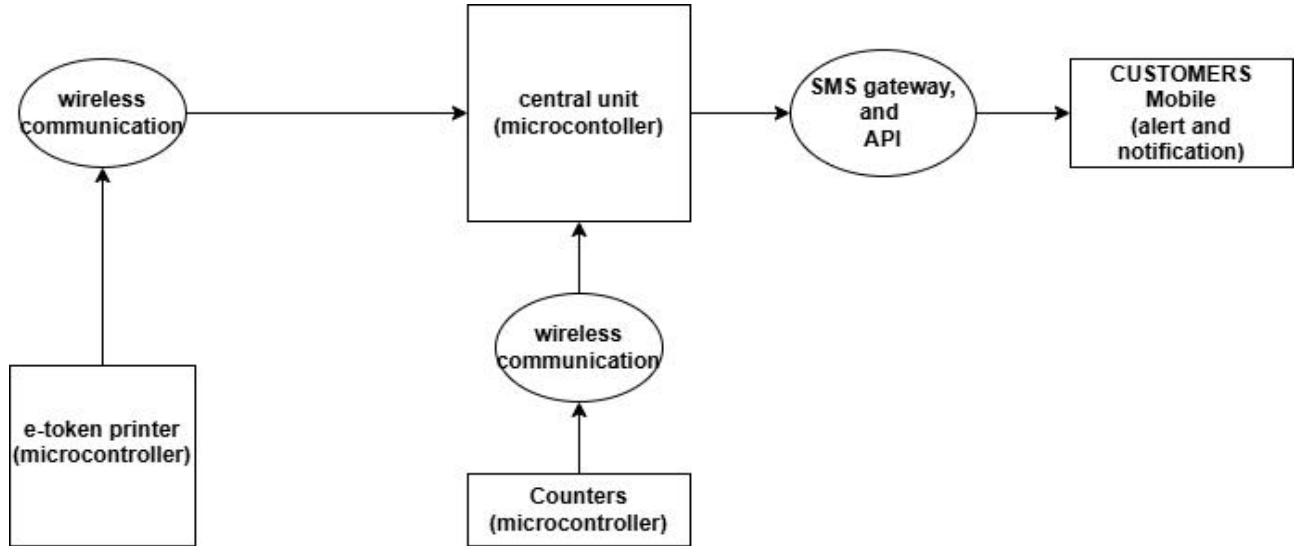 wireless
communication
central unit
(microcontoller)
SMS gateway,
and
API
CUSTOMERS
Mobile
(alert and
notification)
wireless
communication
e-token printer
(microcontroller)
Counters
(microcontroller)